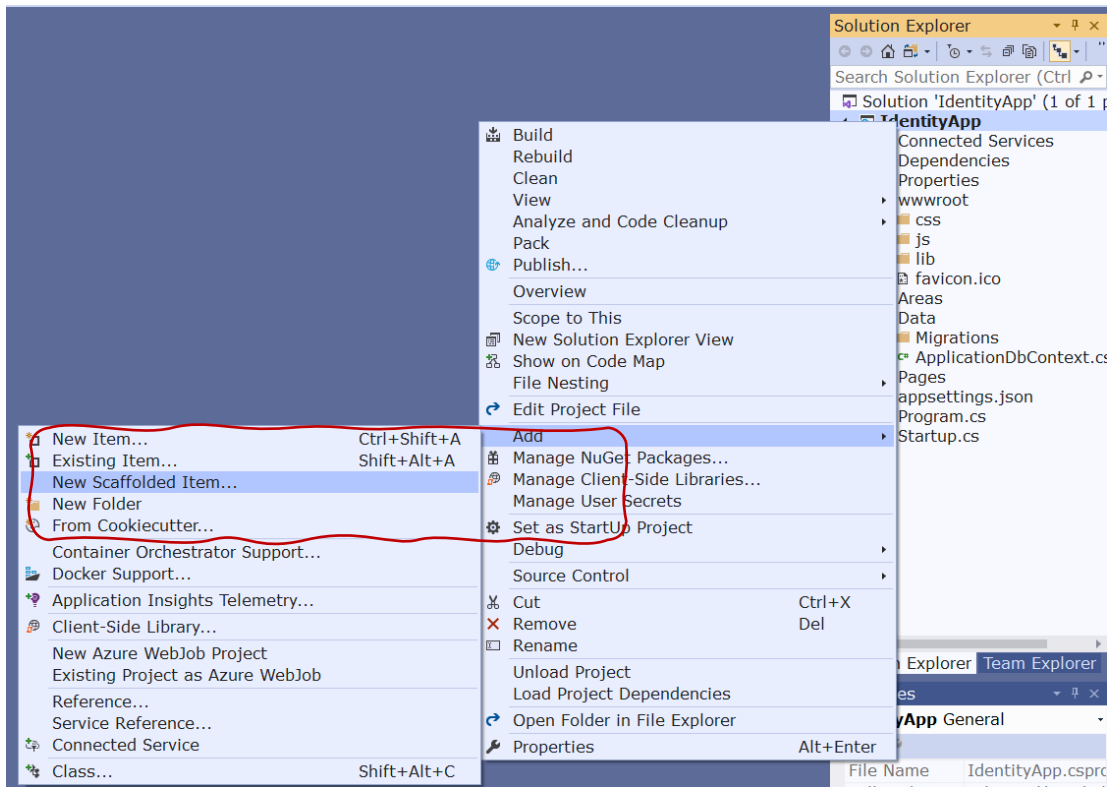 Solution Explorer
Search Solution Explorer (Ctrl
Solution 'IdentityApp' (1 of 1 p
IdentityApp
Connected Services
Dependencies
Properties
wwwroot
css
js
lib
favicon.ico
Areas
Data
Migrations
ApplicationDbContext.cs
Pages
appsettings.json
Program.cs
Startup.cs
Build
Rebuild
Clean
View
Analyze and Code Cleanup
Pack
Publish...
Overview
Scope to This
New Solution Explorer View
Show on Code Map
File Nesting
Edit Project File
Add
Manage NuGet Packages...
Manage Client-Side Libraries...
Manage User Secrets
Set as StartUp Project
Debug
Source Control
Cut Ctrl+X
Remove Del
Rename
Unload Project
Load Project Dependencies
Open Folder in File Explorer
Properties Alt+Enter
New Item... Ctrl+Shift+A
Existing Item... Shift+Alt+A
New Scaffolded Item...
New Folder
From Cookiecutter...
Container Orchestrator Support...
Docker Support...
Application Insights Telemetry...
Client-Side Library...
New Azure WebJob Project
Existing Project as Azure WebJob
Reference...
Service Reference...
Connected Service
Class... Shift+Alt+C
Explorer Team Explorer
es
yApp General
File Name IdentityApp.cspro